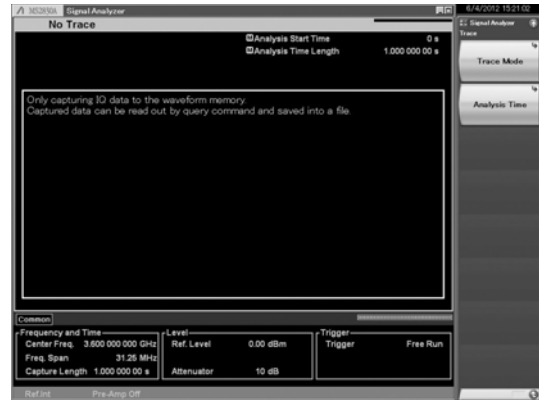 MS2830A Signal Analyzer
6/4/2012 15:21:02
No Trace
Signal Analyzer
Trace
MAnalysis Start Time 0 s
MAnalysis Time Length 1.000 000 00 s
Trace Mode
Analysis Time
Only capturing IQ data to the waveform memory.
Captured data can be read out by query command and saved into a file.
Common
Frequency and Time
Center Freq. 3.600 000 000 GHz
Freq. Span 31.25 MHz
Capture Length 1.000 000 00 s
Level
Ref. Level 0.00 dBm
Attenuator 10 dB
Trigger
Trigger Free Run
Ref.Int Pre-Amp Off